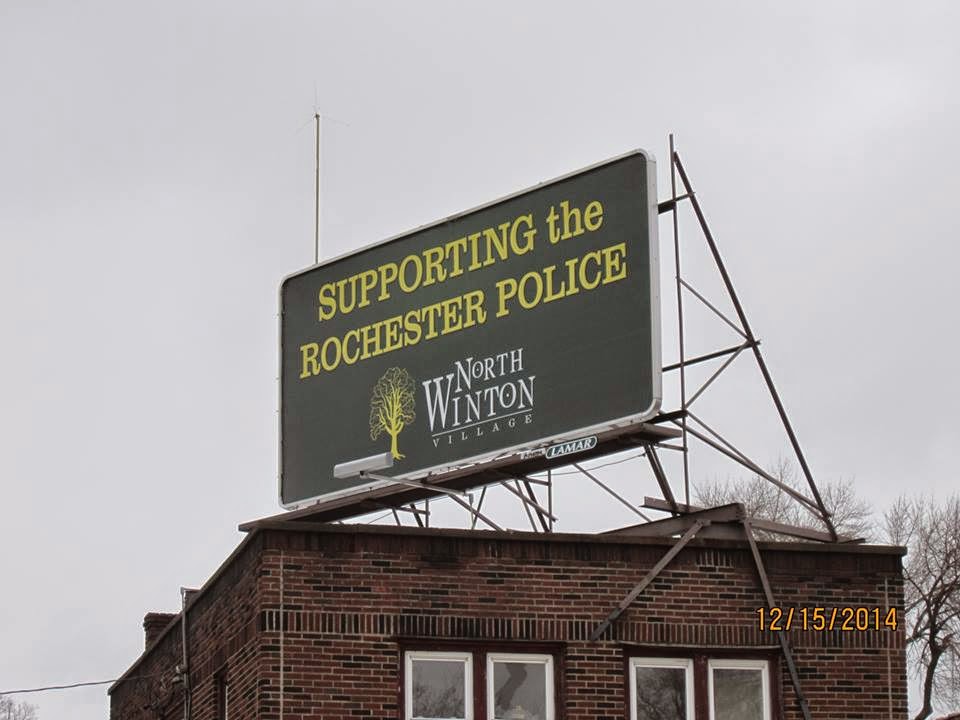 SUPPORTING the
ROCHESTER POLICE
NORTH
WINTON
VILLAGE
LAMAR
12/15/2014